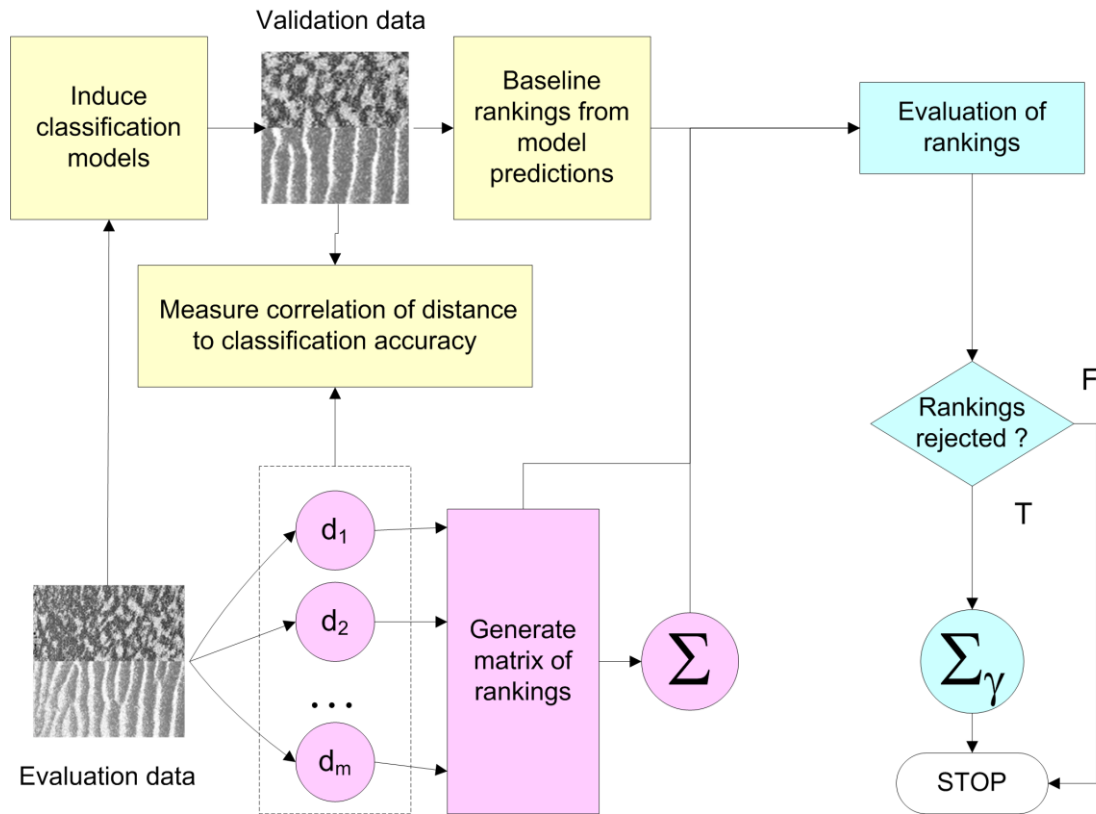 Validation data
Induce
classification
models
Baseline
rankings from
model
predictions
Evaluation of
rankings
Measure correlation of distance
to classification accuracy
Rankings
rejected ?
F
T
d1
d2
...
dm
Generate
matrix of
rankings
Σ
Σγ
Evaluation data
STOP